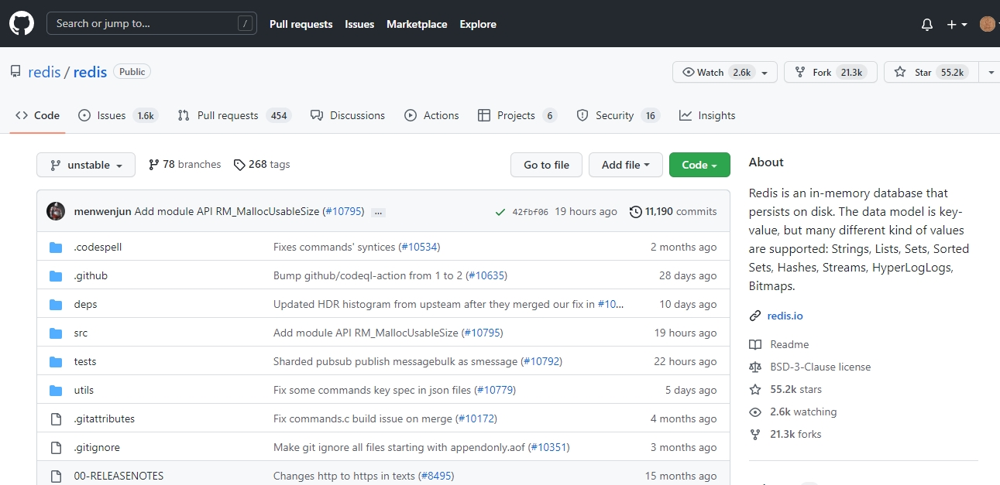 Search or jump to... / Pull requests Issues Marketplace Explore
redis / redis Public Watch 2.6k Fork 21.3k Star 55.2k
Code Issues 1.6k Pull requests 454 Discussions Actions Projects 6 Security 16 Insights
unstable 78 branches 268 tags Go to file Add file Code
menwenjun Add module API RM_MallocUsableSize (#10795) ... 42fbf06 19 hours ago 11,190 commits
.codespell Fixes commands' syntices (#10534) 2 months ago
.github Bump github/codeql-action from 1 to 2 (#10635) 28 days ago
deps Updated HDR histogram from upsteam after they merged our fix in #10... 10 days ago
src Add module API RM_MallocUsableSize (#10795) 19 hours ago
tests Sharded pubsub publish messagebulk as smessage (#10792) 22 hours ago
utils Fix some commands key spec in json files (#10779) 5 days ago
.gitattributes Fix commands.c build issue on merge (#10172) 4 months ago
.gitignore Make git ignore all files starting with appendonly.aof (#10351) 3 months ago
00-RELEASENOTES Changes http to https in texts (#8495) 15 months ago
About
Redis is an in-memory database that
persists on disk. The data model is key-
value, but many different kind of values
are supported: Strings, Lists, Sets, Sorted
Sets, Hashes, Streams, HyperLogLogs,
Bitmaps.
redis.io
Readme
BSD-3-Clause license
55.2k stars
2.6k watching
21.3k forks